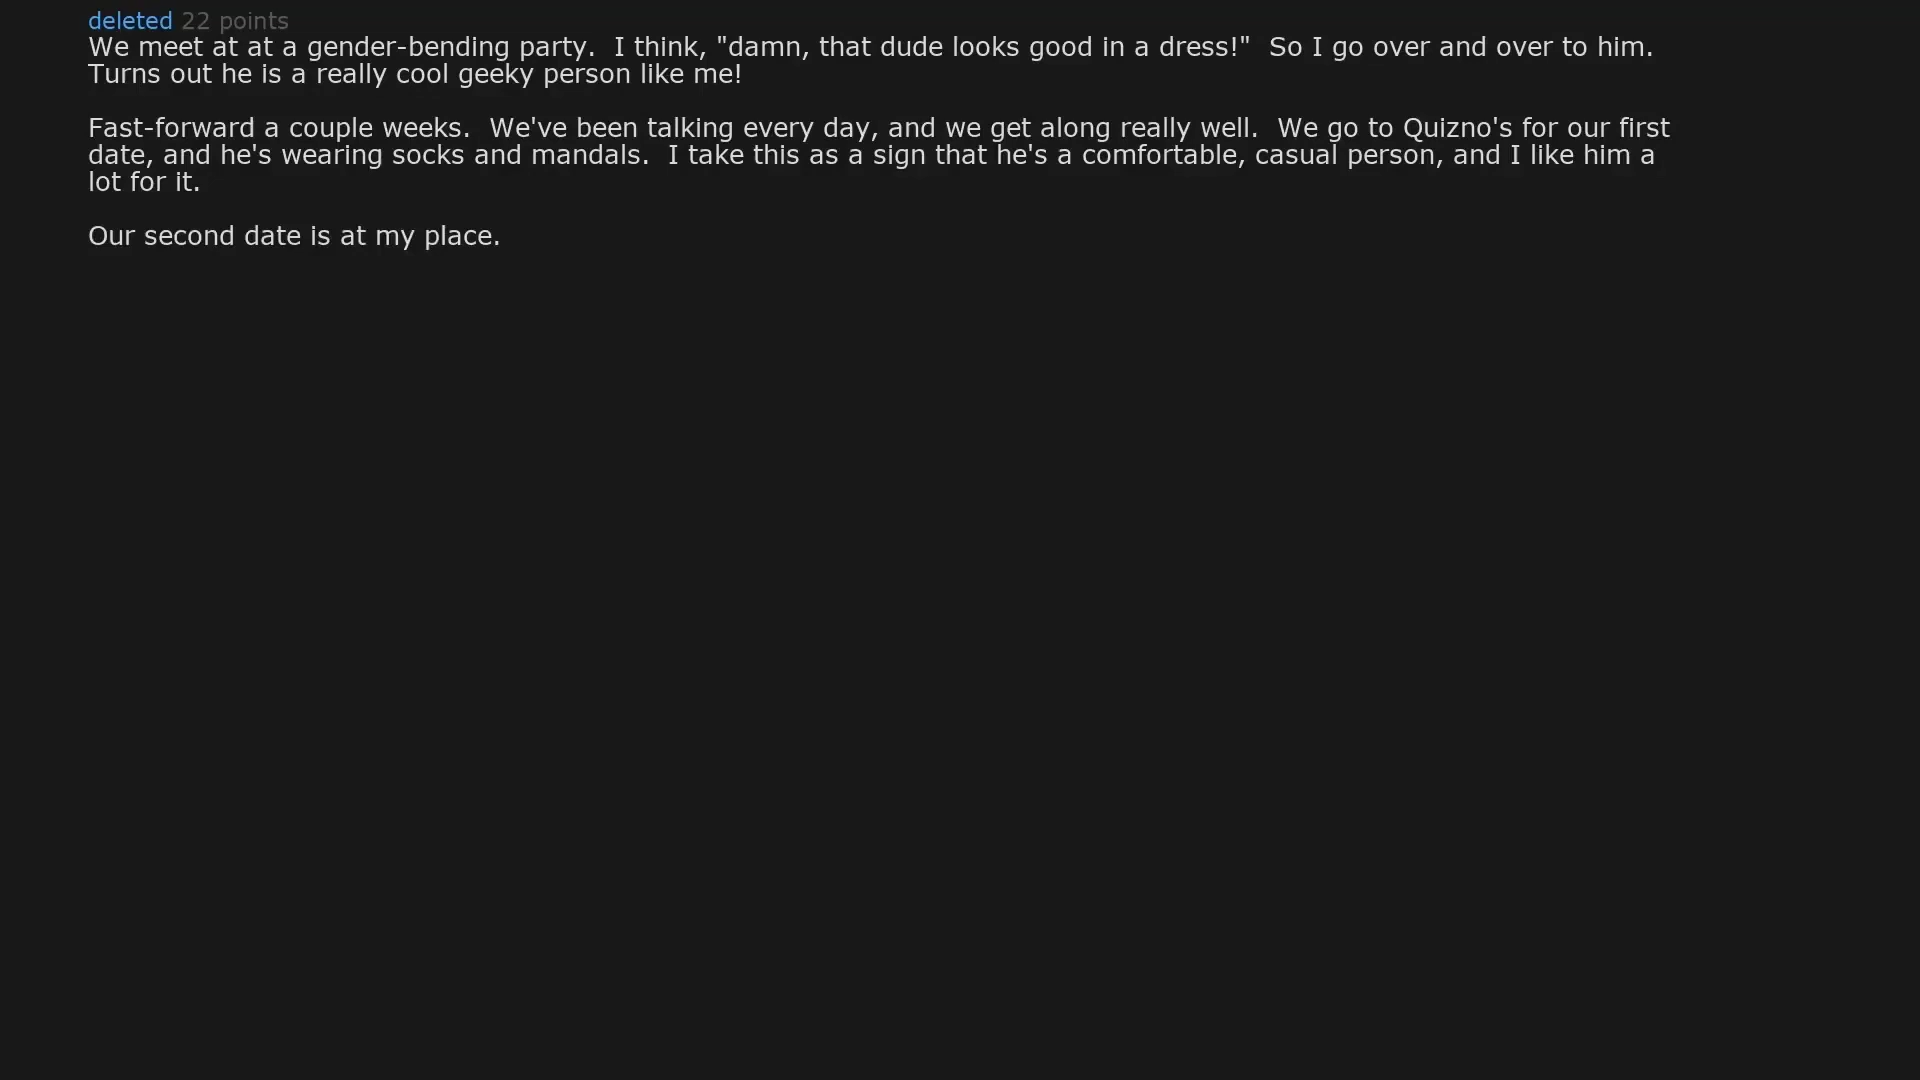 deleted 22 points
We meet at at a gender-bending party.  I think, "damn, that dude looks good in a dress!"  So I go over and over to him.
Turns out he is a really cool geeky person like me!
Fast-forward a couple weeks.  We've been talking every day, and we get along really well.  We go to Quizno's for our first
date, and he's wearing socks and mandals.  I take this as a sign that he's a comfortable, casual person, and I like him a
lot for it.
Our second date is at my place.